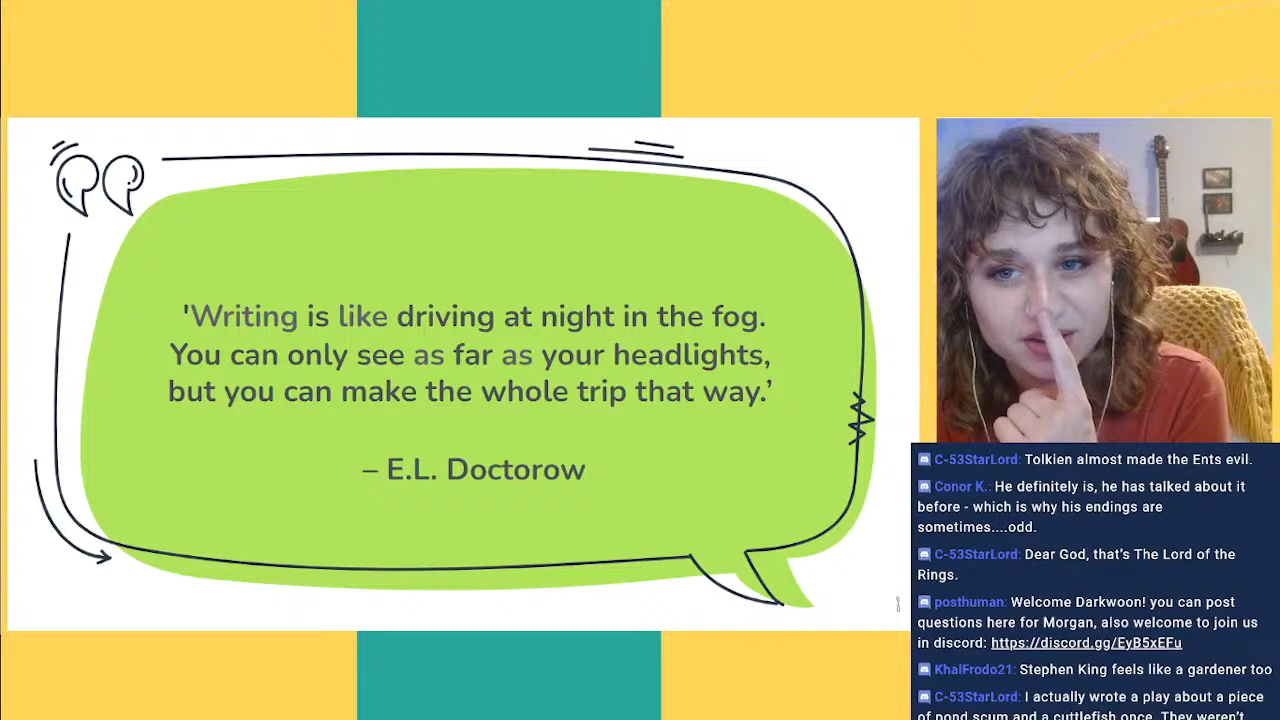 'Writing is like driving at night in the fog.
You can only see as far as your headlights,
but you can make the whole trip that way.’
– E.L. Doctorow
C-53StarLord: Tolkien almost made the Ents evil.
Conor K.: He definitely is, he has talked about it
before - which is why his endings are
sometimes....odd.
C-53StarLord: Dear God, that's The Lord of the
Rings.
posthuman: Welcome Darkwoon! you can post
questions here for Morgan, also welcome to join us
in discord: https://discord.gg/EyB5xEFu
KhalFrodo21: Stephen King feels like a gardener too
C-53StarLord: I actually wrote a play about a piece
of pond scum and a cuttlefish once. They weren't